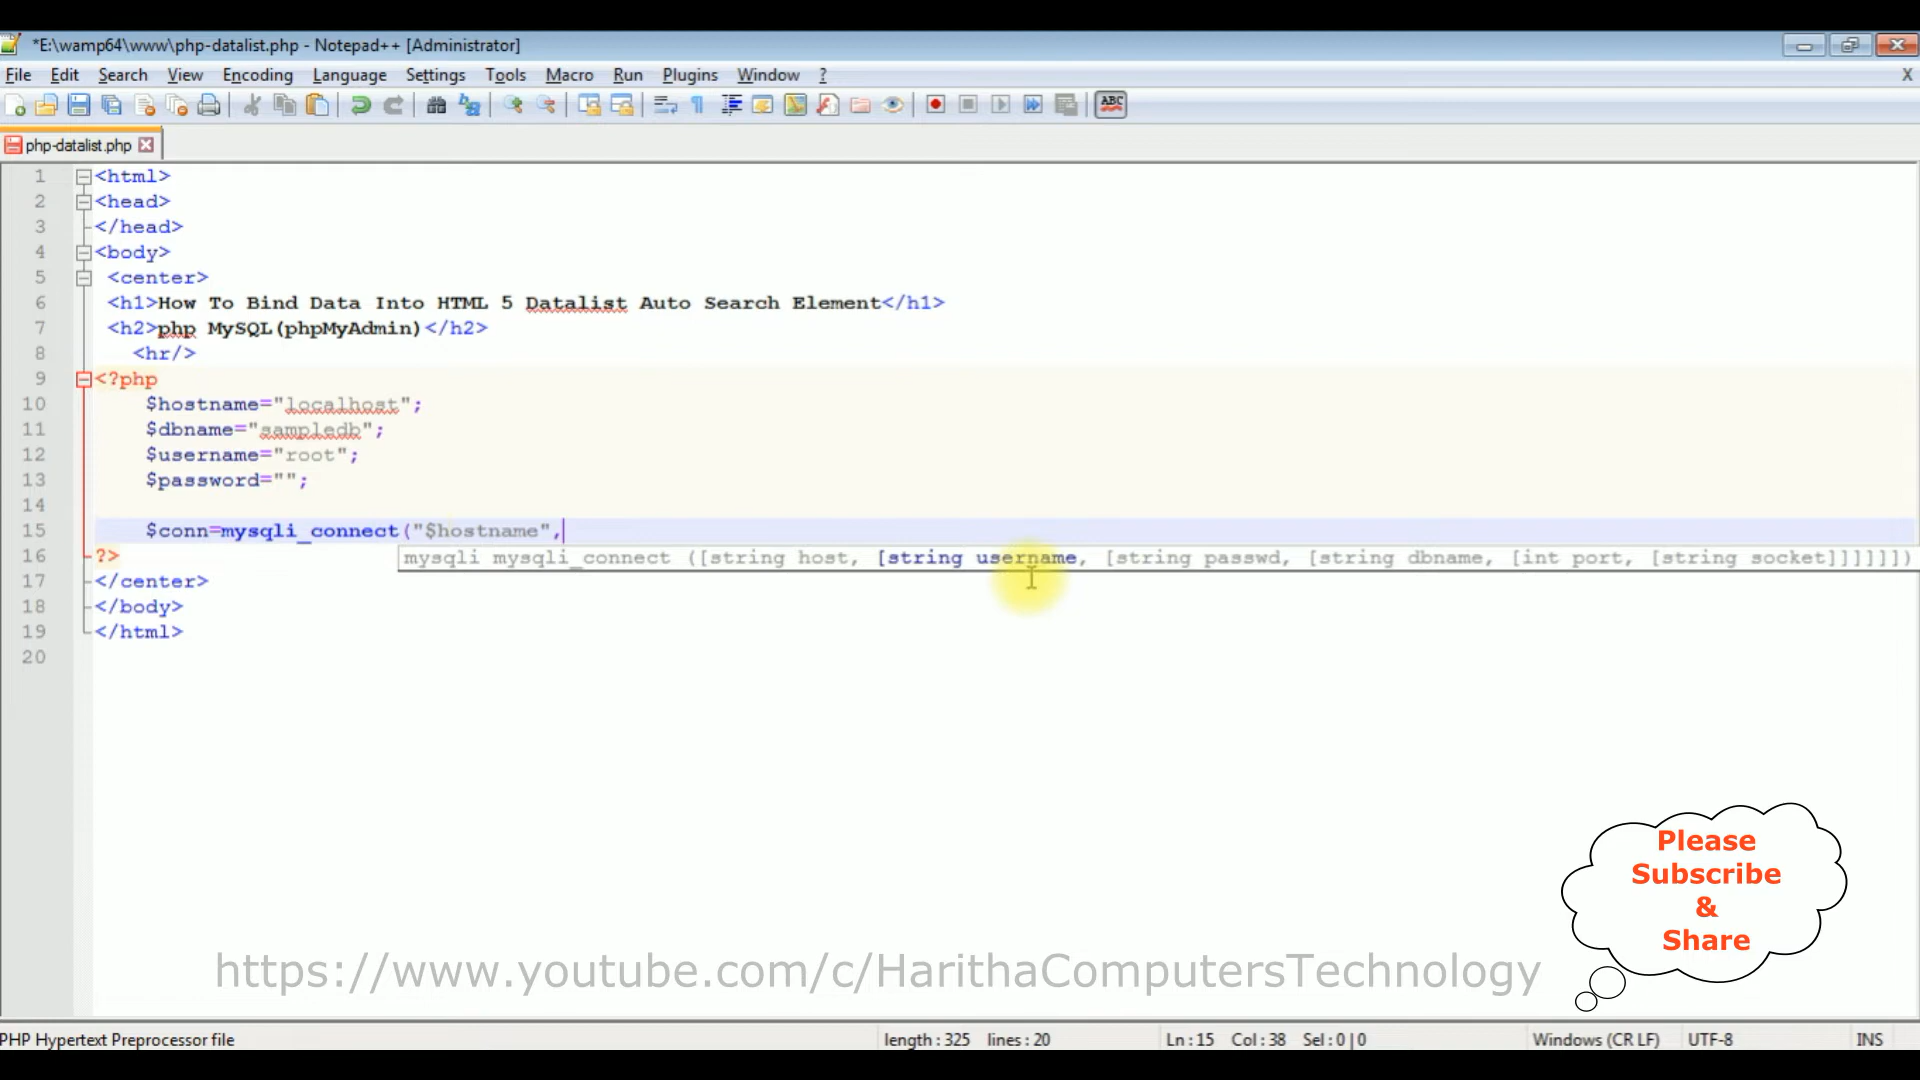 *E:\wamp64\www\php-datalist.php - Notepad++ [Administrator]
File Edit Search View Encoding Language Settings Tools Macro Run Plugins Window ? X
ABC
php-datalist.php
1 <html>
2 <head>
3 </head>
4 <body>
5 <center>
6 <h1>How To Bind Data Into HTML 5 Datalist Auto Search Element</h1>
7 <h2>php MySQL(phpMyAdmin)</h2>
8 <hr/>
9 <?php
10 $hostname="localhost";
11 $dbname="sampledb";
12 $username="root";
13 $password="";
14
15 $conn=mysqli_connect("$hostname",
16 ?>
mysqli mysqli_connect ([string host, [string username, [string passwd, [string dbname, [int port, [string socket]]]]]])
17 </center>
18 </body>
19 </html>
20
Please
Subscribe
&
Share
https://www.youtube.com/c/HarithaComputersTechnology
PHP Hypertext Preprocessor file length : 325 lines : 20 Ln : 15 Col : 38 Sel : 0 | 0 Windows (CR LF) UTF-8 INS